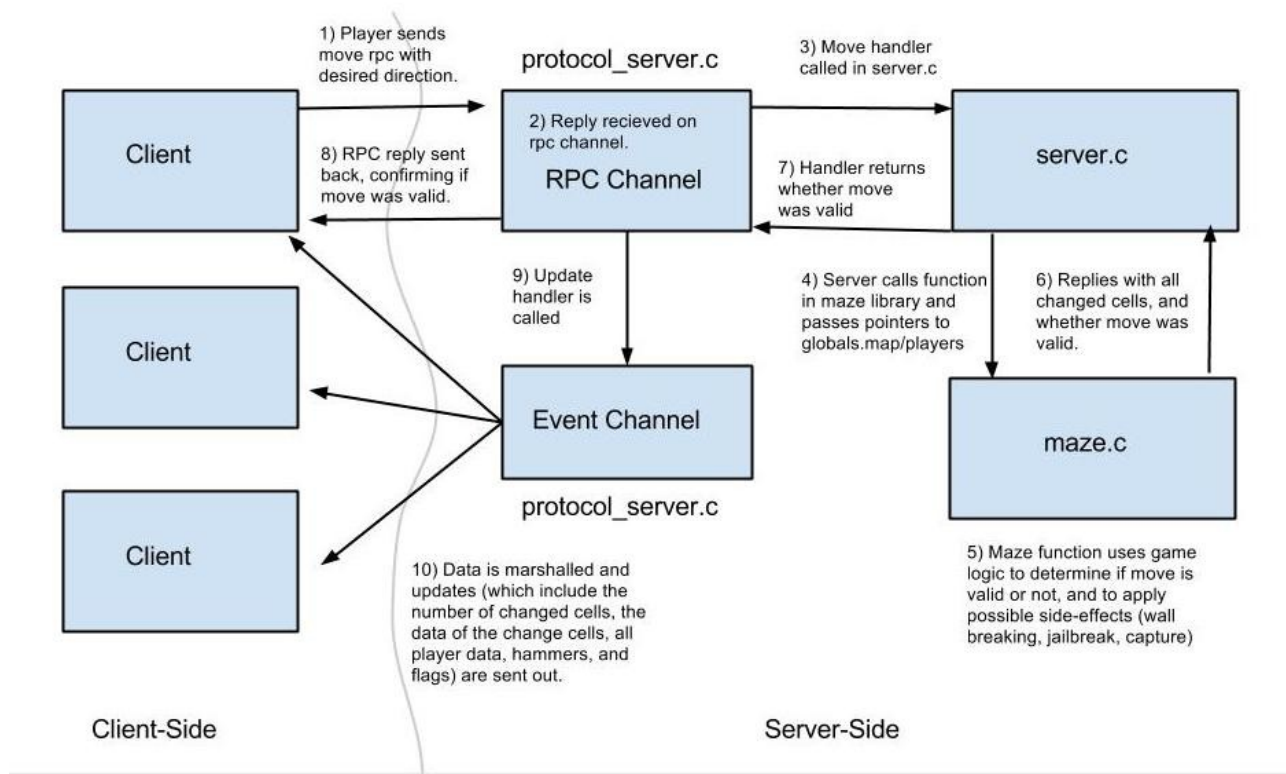 1) Player sends
move rpc with
desired direction.
protocol_server.c
3) Move handler
called in server.c
Client
2) Reply recieved on
rpc channel.
RPC Channel
server.c
8) RPC reply sent
back, confirming if
move was valid.
7) Handler returns
whether move
was valid
9) Update
handler is
called
4) Server calls function
in maze library and
passes pointers to
globals.map/players
6) Replies with all
changed cells, and
whether move was
valid.
Client
Event Channel
protocol_server.c
maze.c
Client
10) Data is marshalled and
updates (which include the
number of changed cells, the
data of the change cells, all
player data, hammers, and
flags) are sent out.
5) Maze function uses game
logic to determine if move is
valid or not, and to apply
possible side-effects (wall
breaking, jailbreak, capture)
Client-Side
Server-Side